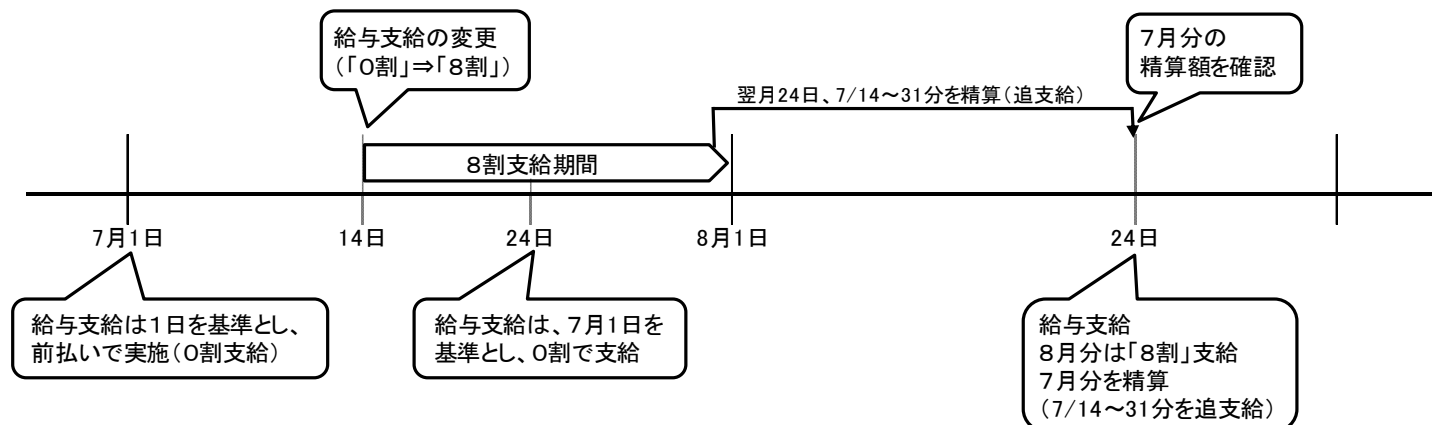 給与支給の変更
(「０割」⇒「８割」)
７月分の
精算額を確認
翌月24日、7/14～31分を精算(追支給)
８割支給期間
７月１日
14日
24日
８月１日
24日
給与支給は１日を基準とし、
前払いで実施(０割支給)
給与支給は、７月１日を
基準とし、０割で支給
給与支給
８月分は「８割」支給
７月分を精算
(7/14～31分を追支給)